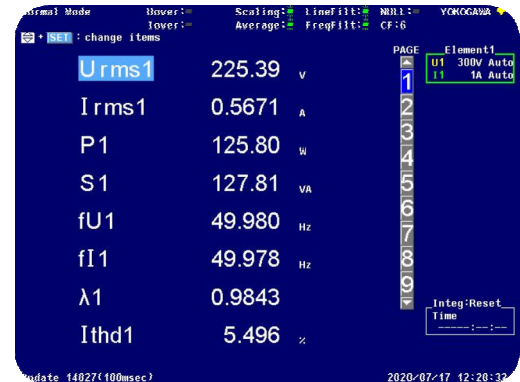 Normal Mode Uover:= Scaling: LineFilt: NULL:= YOKOGAWA
Iover:= Average: FreqFilt: CF:6
+ SET : change items
PAGE
Element1
U1 300V Auto
I1 1A Auto
Urms1 225.39 V
Irms1 0.5671 A
P1 125.80 W
S1 127.81 VA
fU1 49.980 Hz
fI1 49.978 Hz
λ1 0.9843
Ithd1 5.496 %
1
2
3
4
5
6
7
8
9
Integ:Reset
Time
-----:--:--
Update 14027(100msec) 2020/07/17 12:20:32